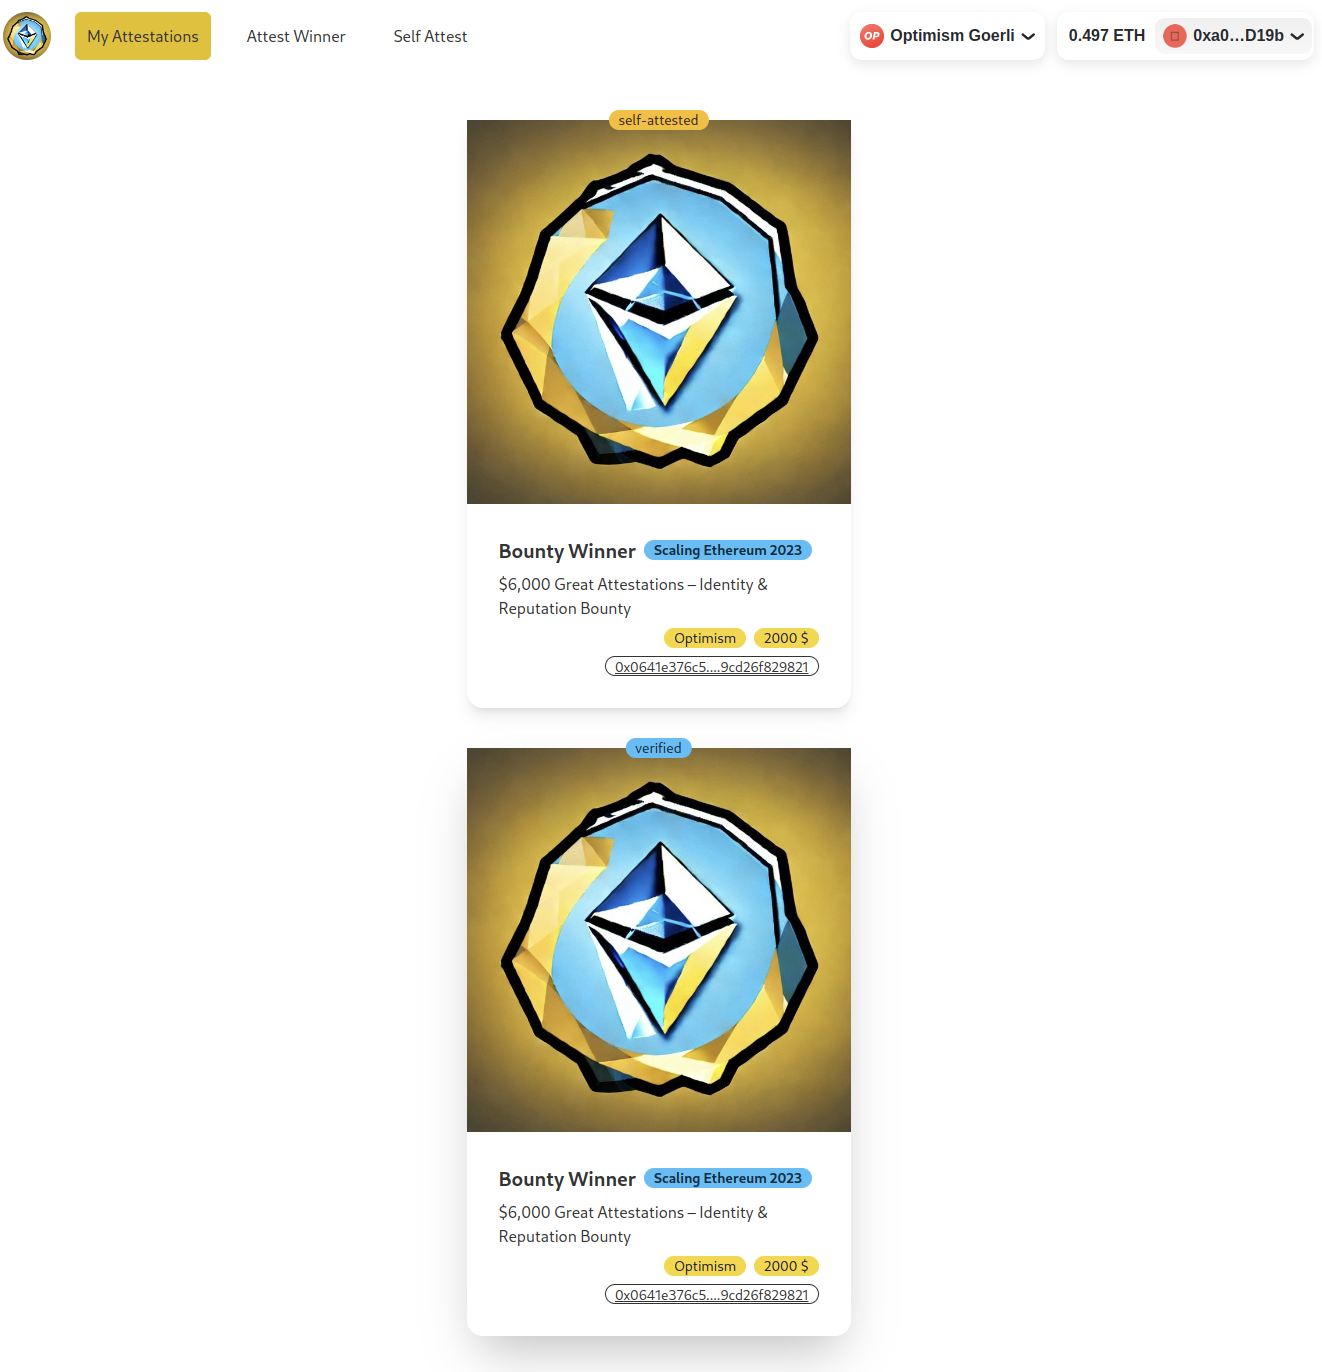 My Attestations
Attest Winner
Self Attest
OP Optimism Goerli
0.497 ETH
0xa0...D19b
self-attested
Bounty Winner Scaling Ethereum 2023
$6,000 Great Attestations – Identity &
Reputation Bounty
Optimism 2000 $
0x0641e376c5....9cd26f829821
verified
Bounty Winner Scaling Ethereum 2023
$6,000 Great Attestations – Identity &
Reputation Bounty
Optimism 2000 $
0x0641e376c5....9cd26f829821